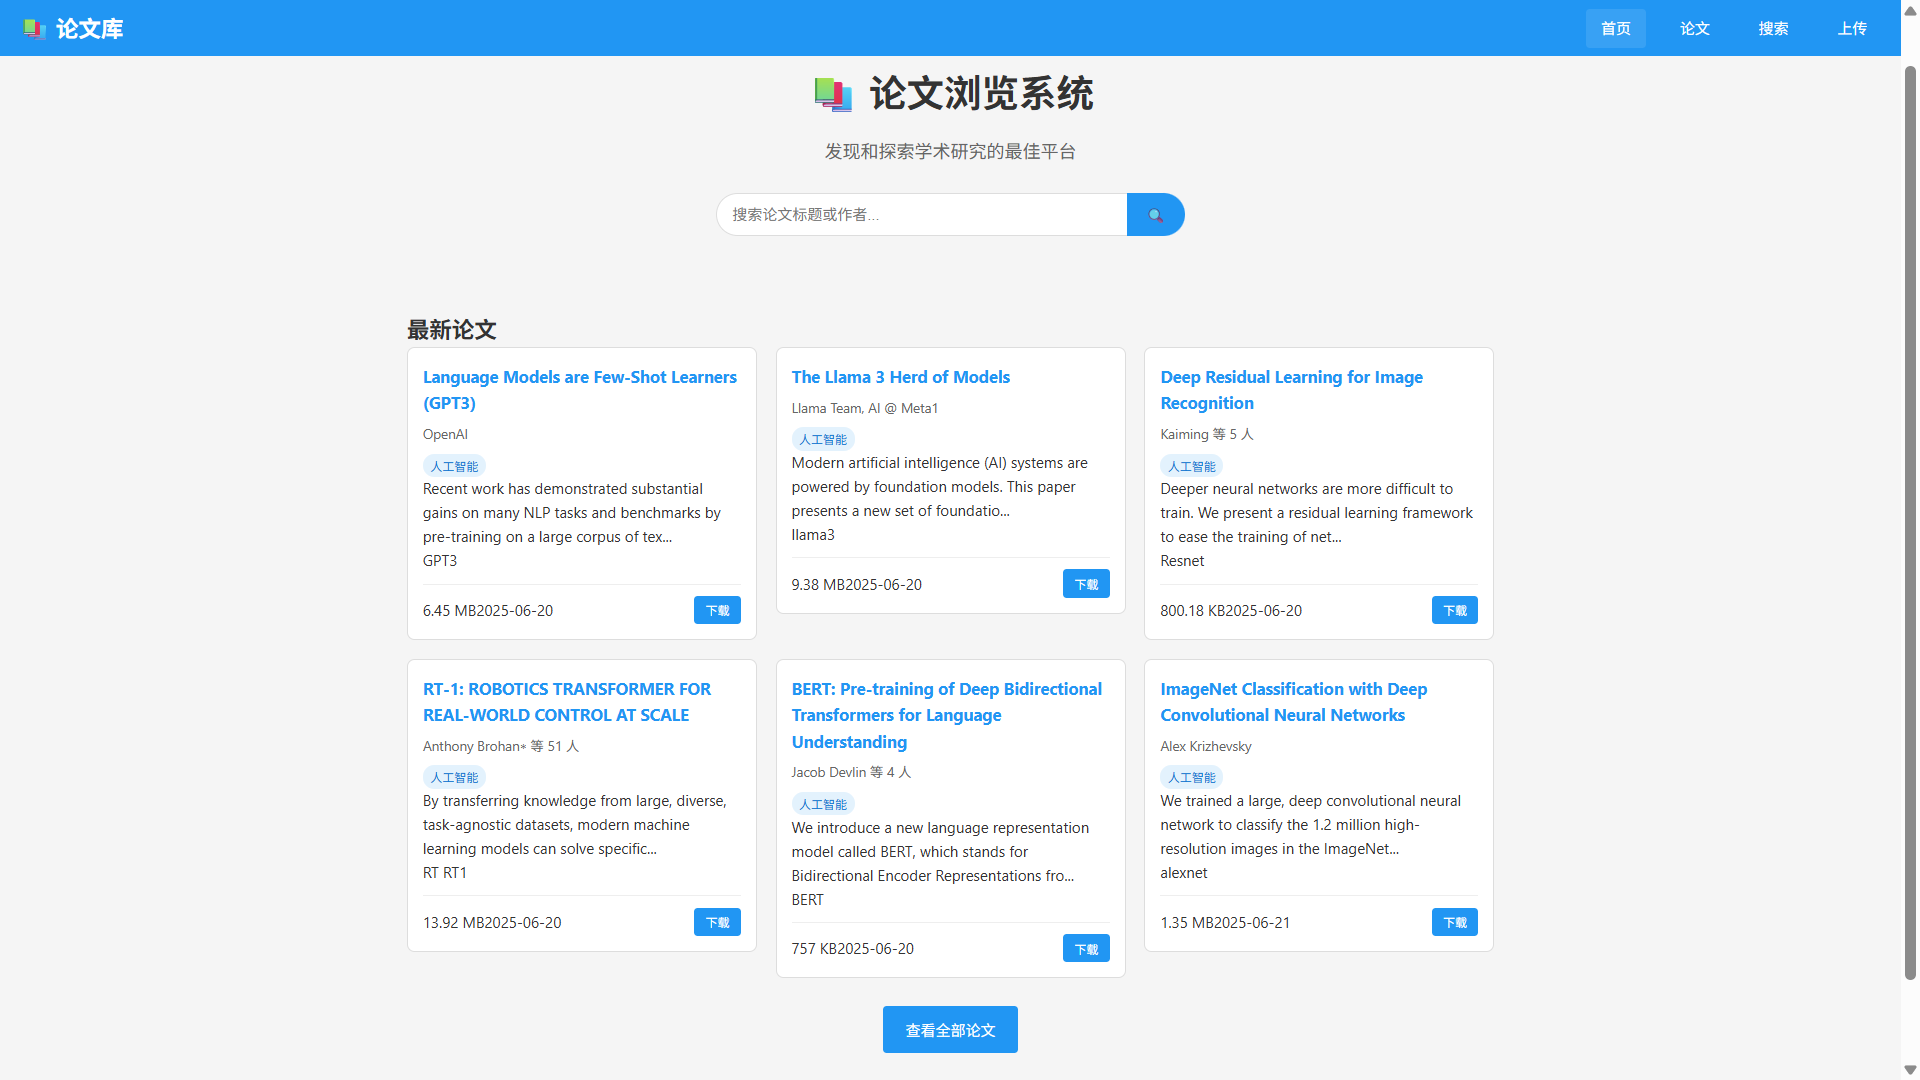 论文库
首页
论文
搜索
上传
论文浏览系统
发现和探索学术研究的最佳平台
搜索论文标题或作者...
最新论文
Language Models are Few-Shot Learners
(GPT3)
OpenAI
人工智能
Recent work has demonstrated substantial
gains on many NLP tasks and benchmarks by
pre-training on a large corpus of tex...
GPT3
6.45 MB2025-06-20
下载
The Llama 3 Herd of Models
Llama Team, AI @ Meta1
人工智能
Modern artificial intelligence (AI) systems are
powered by foundation models. This paper
presents a new set of foundatio...
llama3
9.38 MB2025-06-20
下载
Deep Residual Learning for Image
Recognition
Kaiming 等 5 人
人工智能
Deeper neural networks are more difficult to
train. We present a residual learning framework
to ease the training of net...
Resnet
800.18 KB2025-06-20
下载
RT-1: ROBOTICS TRANSFORMER FOR
REAL-WORLD CONTROL AT SCALE
Anthony Brohan∗ 等 51 人
人工智能
By transferring knowledge from large, diverse,
task-agnostic datasets, modern machine
learning models can solve specific...
RT RT1
13.92 MB2025-06-20
下载
BERT: Pre-training of Deep Bidirectional
Transformers for Language
Understanding
Jacob Devlin 等 4 人
人工智能
We introduce a new language representation
model called BERT, which stands for
Bidirectional Encoder Representations fro...
BERT
757 KB2025-06-20
下载
ImageNet Classification with Deep
Convolutional Neural Networks
Alex Krizhevsky
人工智能
We trained a large, deep convolutional neural
network to classify the 1.2 million high-
resolution images in the ImageNet...
alexnet
1.35 MB2025-06-21
下载
查看全部论文